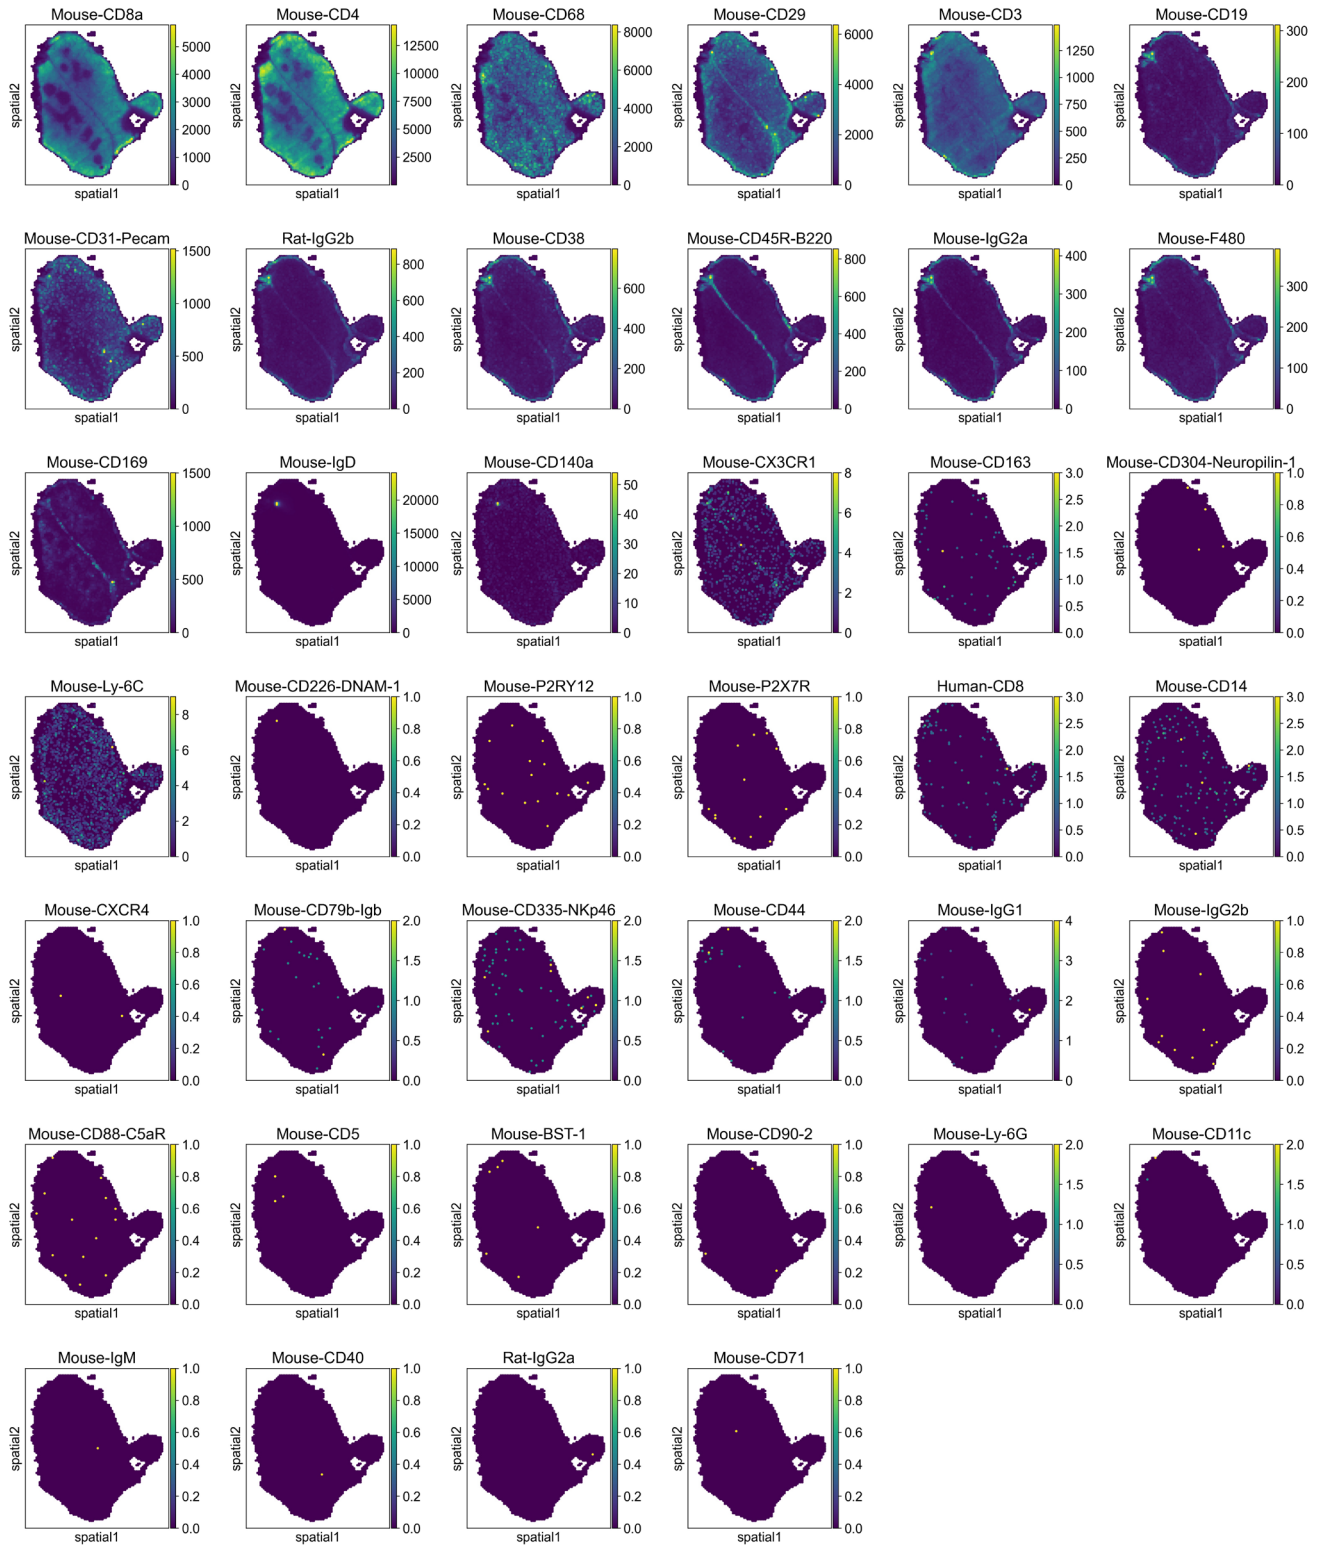 Mouse-CD8a Mouse-CD4 Mouse-CD68 Mouse-CD29 Mouse-CD3 Mouse-CD19
5000 4000 3000 2000 1000 0 12500 10000 7500 5000 2500 8000 6000 4000 2000 0 6000 4000 2000 0 1250 1000 750 500 250 0 300 200 100 0
spatial2 spatial2 spatial2 spatial2 spatial2 spatial2
spatial1 spatial1 spatial1 spatial1 spatial1 spatial1
Mouse-CD31-Pecam Rat-IgG2b Mouse-CD38 Mouse-CD45R-B220 Mouse-IgG2a Mouse-F480
1500 1000 500 0 800 600 400 200 0 600 400 200 0 800 600 400 200 0 400 300 200 100 0 300 200 100
spatial2 spatial2 spatial2 spatial2 spatial2 spatial2
spatial1 spatial1 spatial1 spatial1 spatial1 spatial1
Mouse-CD169 Mouse-IgD Mouse-CD140a Mouse-CX3CR1 Mouse-CD163 Mouse-CD304-Neuropilin-1
1500 1000 500 0 20000 15000 10000 5000 0 50 40 30 20 10 0 8 6 4 2 0 3.0 2.5 2.0 1.5 1.0 0.5 0.0 1.0 0.8 0.6 0.4 0.2 0.0
spatial2 spatial2 spatial2 spatial2 spatial2 spatial2
spatial1 spatial1 spatial1 spatial1 spatial1 spatial1
Mouse-Ly-6C Mouse-CD226-DNAM-1 Mouse-P2RY12 Mouse-P2X7R Human-CD8 Mouse-CD14
8 6 4 2 0 1.0 0.8 0.6 0.4 0.2 0.0 1.0 0.8 0.6 0.4 0.2 0.0 1.0 0.8 0.6 0.4 0.2 0.0 3.0 2.5 2.0 1.5 1.0 0.5 0.0 3.0 2.5 2.0 1.5 1.0 0.5 0.0
spatial2 spatial2 spatial2 spatial2 spatial2 spatial2
spatial1 spatial1 spatial1 spatial1 spatial1 spatial1
Mouse-CXCR4 Mouse-CD79b-Igb Mouse-CD335-NKp46 Mouse-CD44 Mouse-IgG1 Mouse-IgG2b
1.0 0.8 0.6 0.4 0.2 0.0 2.0 1.5 1.0 0.5 0.0 2.0 1.5 1.0 0.5 0.0 2.0 1.5 1.0 0.5 0.0 4 3 2 1 0 1.0 0.8 0.6 0.4 0.2 0.0
spatial2 spatial2 spatial2 spatial2 spatial2 spatial2
spatial1 spatial1 spatial1 spatial1 spatial1 spatial1
Mouse-CD88-C5aR Mouse-CD5 Mouse-BST-1 Mouse-CD90-2 Mouse-Ly-6G Mouse-CD11c
1.0 0.8 0.6 0.4 0.2 0.0 1.0 0.8 0.6 0.4 0.2 0.0 1.0 0.8 0.6 0.4 0.2 0.0 1.0 0.8 0.6 0.4 0.2 0.0 2.0 1.5 1.0 0.5 0.0 2.0 1.5 1.0 0.5 0.0
spatial2 spatial2 spatial2 spatial2 spatial2 spatial2
spatial1 spatial1 spatial1 spatial1 spatial1 spatial1
Mouse-IgM Mouse-CD40 Rat-IgG2a Mouse-CD71
1.0 0.8 0.6 0.4 0.2 0.0 1.0 0.8 0.6 0.4 0.2 0.0 1.0 0.8 0.6 0.4 0.2 0.0 1.0 0.8 0.6 0.4 0.2 0.0
spatial2 spatial2 spatial2 spatial2
spatial1 spatial1 spatial1 spatial1